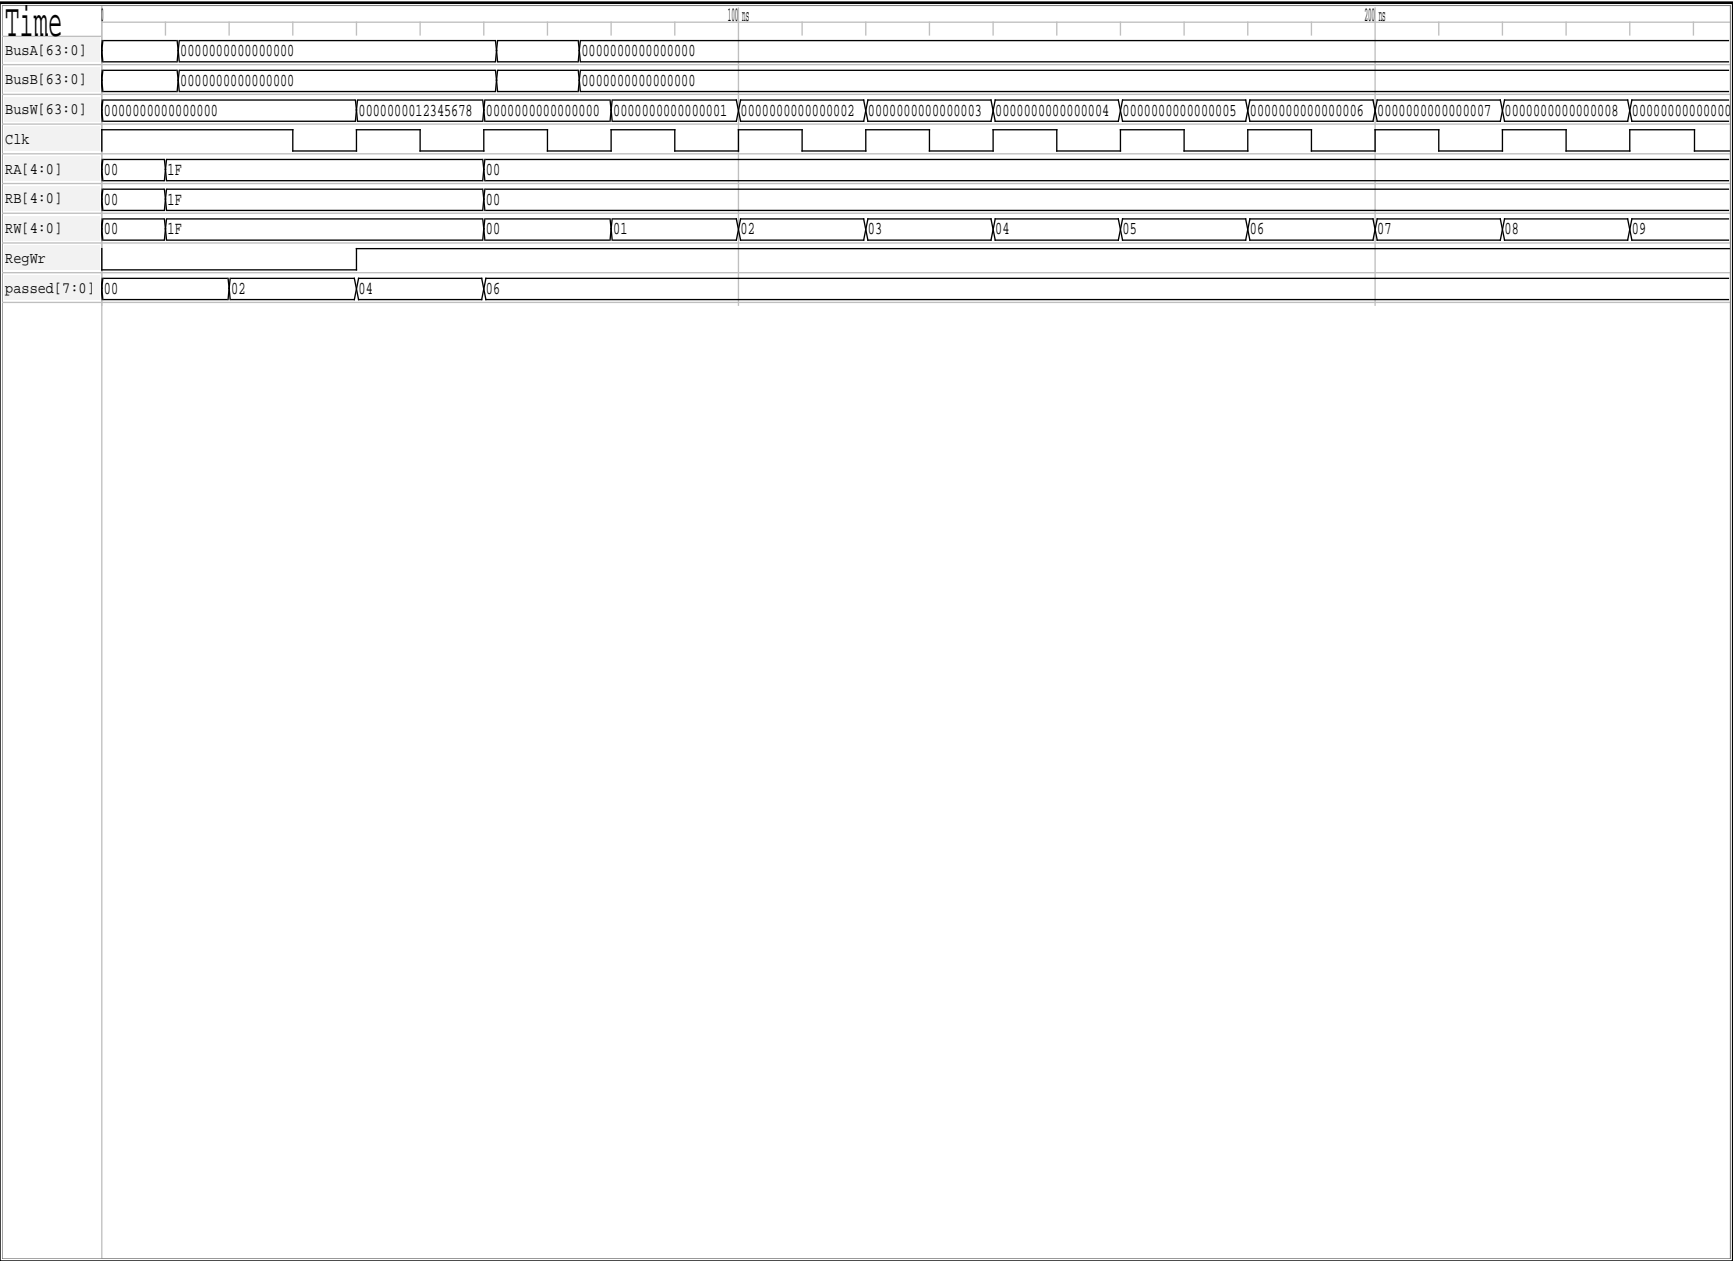 Time 0 100 ns 200 ns
BusA[63:0] 0000000000000000 0000000000000000
BusB[63:0] 0000000000000000 0000000000000000
BusW[63:0] 0000000000000000 0000000012345678 0000000000000000 0000000000000001 0000000000000002 0000000000000003 0000000000000004 0000000000000005 0000000000000006 0000000000000007 0000000000000008 00000000000000
Clk
RA[4:0] 00 1F 00
RB[4:0] 00 1F 00
RW[4:0] 00 1F 00 01 02 03 04 05 06 07 08 09
RegWr
passed[7:0] 00 02 04 06